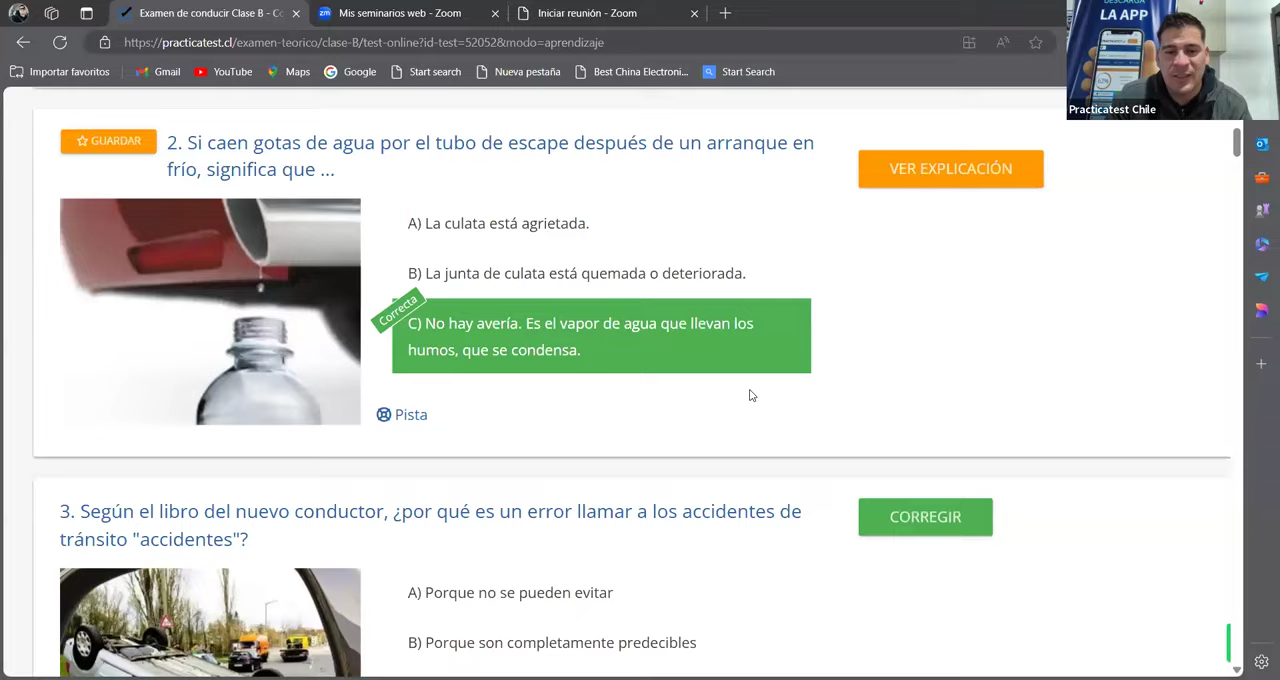 Examen de conducir Clase B - Co
Mis seminarios web - Zoom
Iniciar reunión - Zoom
https://practicatest.cl/examen-teorico/clase-B/test-online?id-test=52052&modo=aprendizaje
Importar favoritos
Gmail
YouTube
Maps
Google
Start search
Nueva pestaña
Best China Electroni...
Start Search
DESCARGA
LA APP
Practicatest Chile
GUARDAR
2. Si caen gotas de agua por el tubo de escape después de un arranque en
frío, significa que ...
VER EXPLICACIÓN
A) La culata está agrietada.
B) La junta de culata está quemada o deteriorada.
Correcta
C) No hay avería. Es el vapor de agua que llevan los
humos, que se condensa.
Pista
3. Según el libro del nuevo conductor, ¿por qué es un error llamar a los accidentes de
tránsito "accidentes"?
CORREGIR
A) Porque no se pueden evitar
B) Porque son completamente predecibles